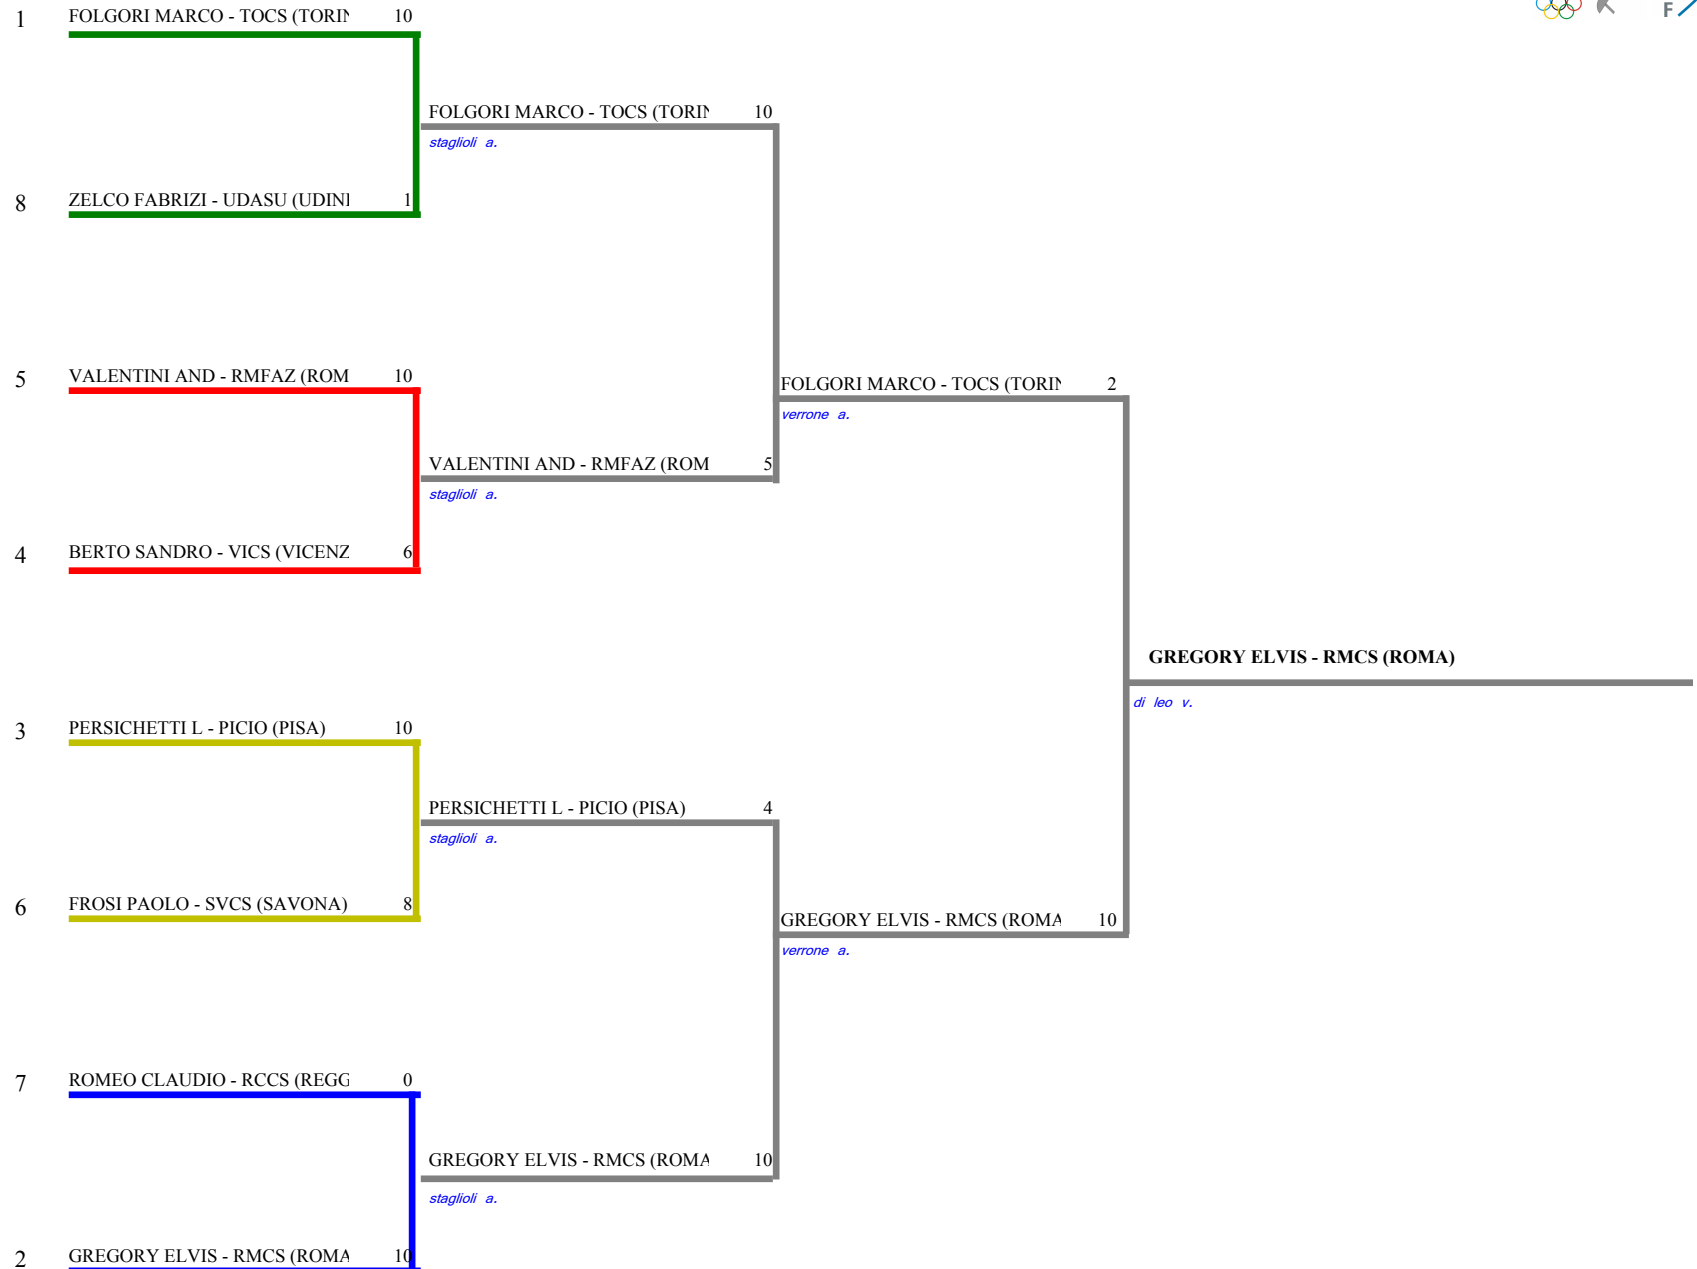 1 FOLGORI MARCO - TOCS (TORIN 10
FOLGORI MARCO - TOCS (TORIN 10
staglioli a.
8 ZELCO FABRIZI - UDASU (UDINI 1
5 VALENTINI AND - RMFAZ (ROM 10
FOLGORI MARCO - TOCS (TORIN 2
verrone a.
VALENTINI AND - RMFAZ (ROM 5
staglioli a.
4 BERTO SANDRO - VICS (VICENZ 6
GREGORY ELVIS - RMCS (ROMA)
di leo v.
3 PERSICHETTI L - PICIO (PISA) 10
PERSICHETTI L - PICIO (PISA) 4
staglioli a.
6 FROSI PAOLO - SVCS (SAVONA) 8
GREGORY ELVIS - RMCS (ROMA 10
verrone a.
7 ROMEO CLAUDIO - RCCS (REGG 0
GREGORY ELVIS - RMCS (ROMA 10
staglioli a.
2 GREGORY ELVIS - RMCS (ROMA 10